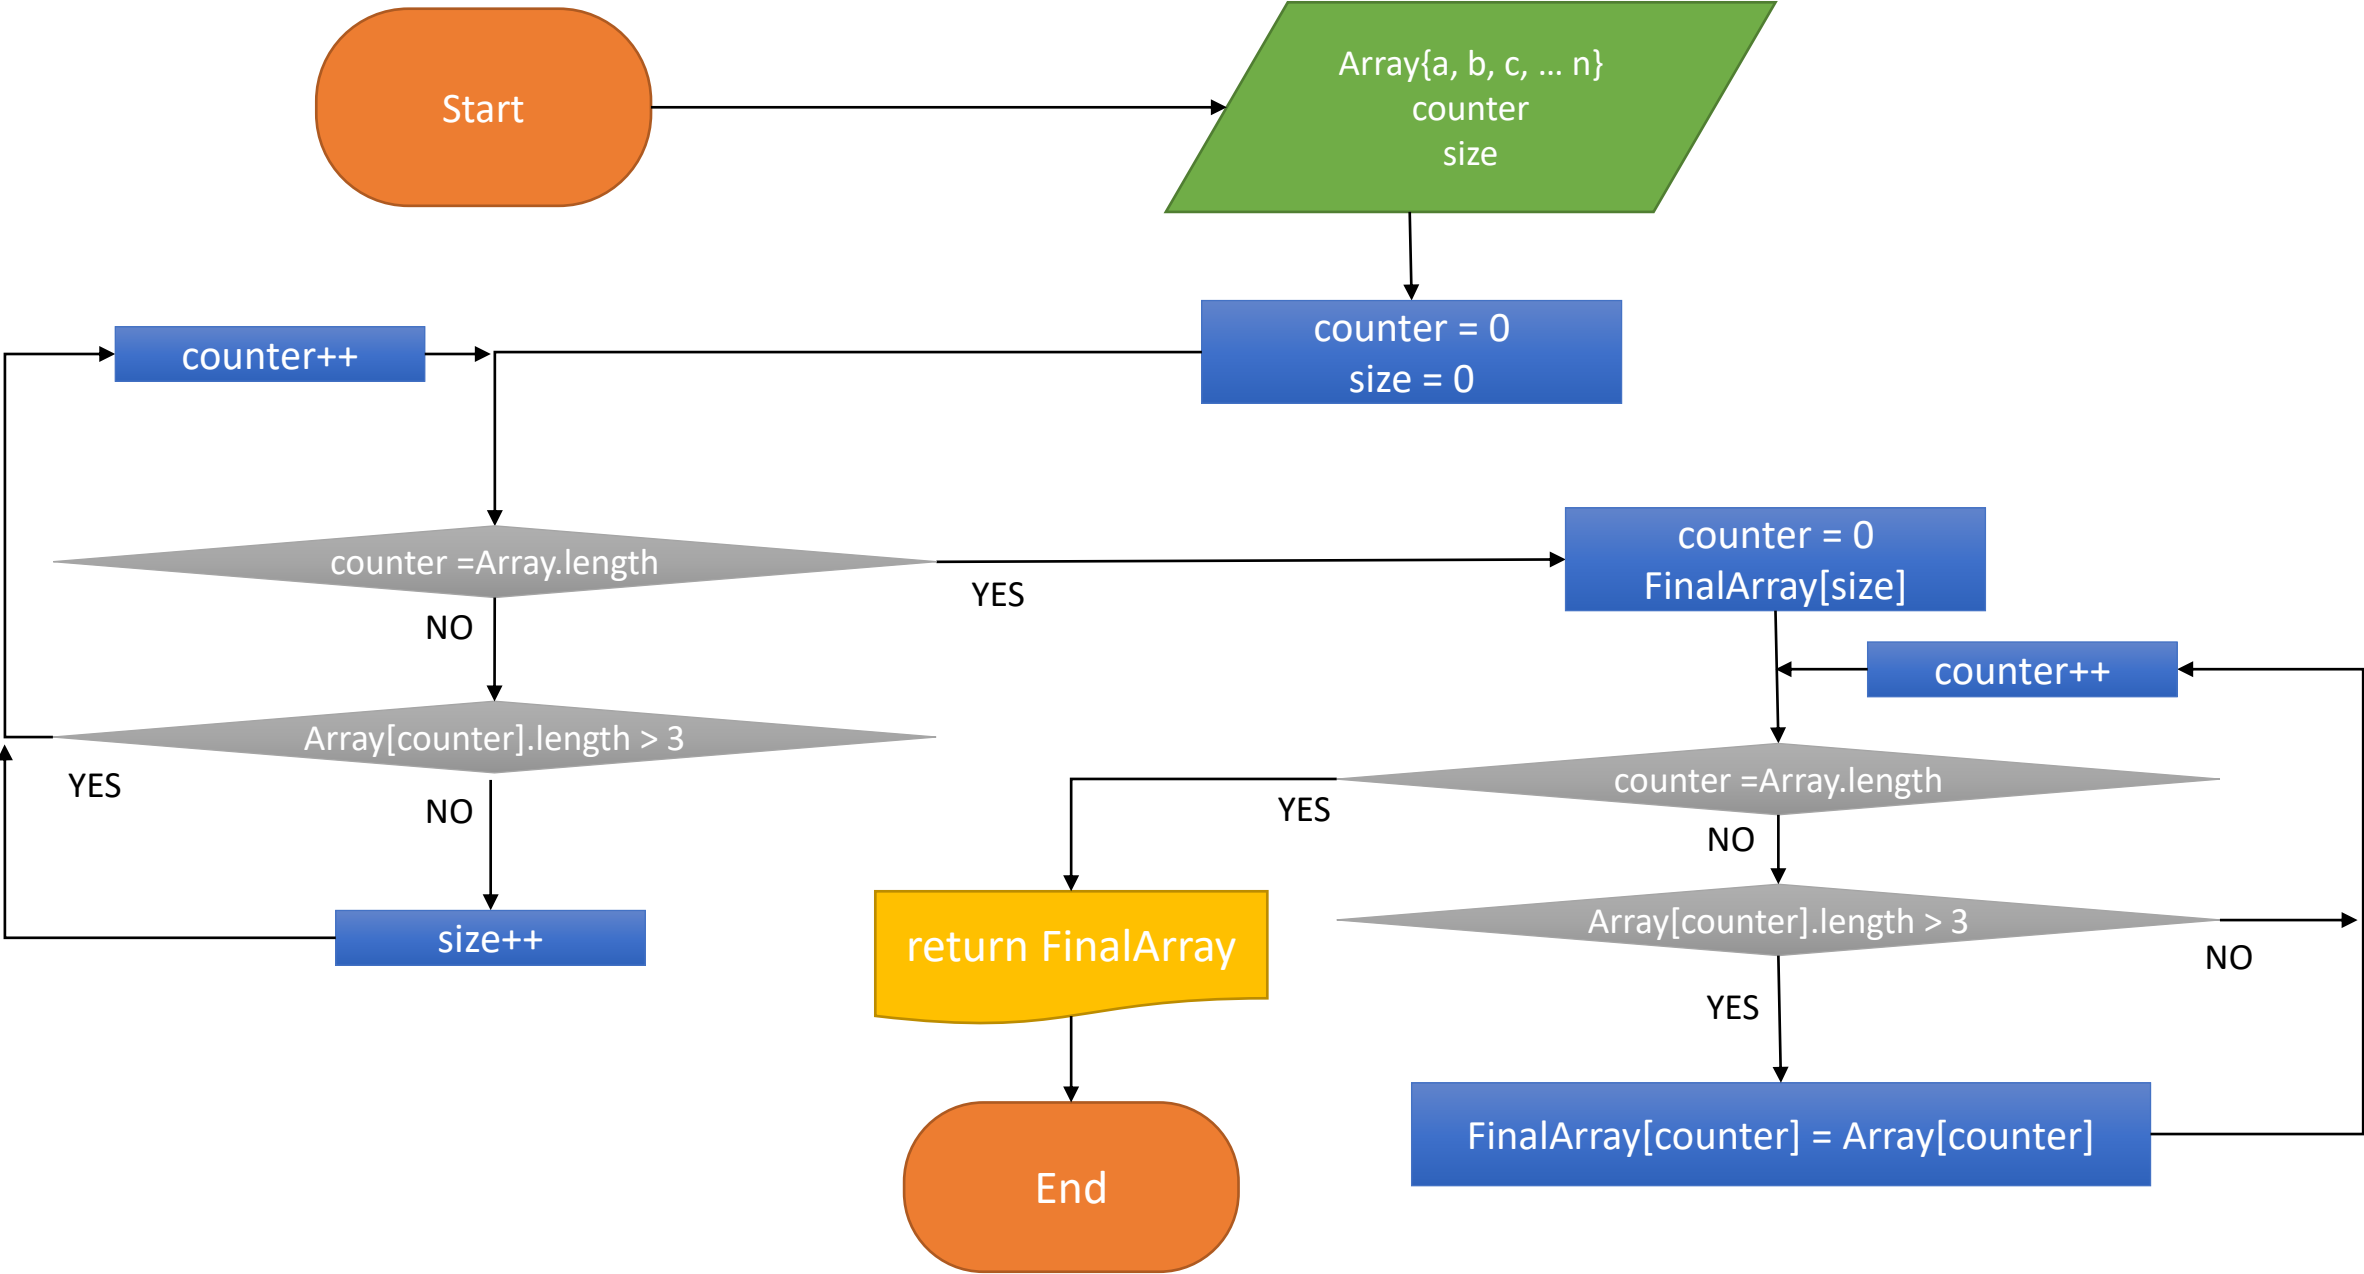 Start
Array{a, b, c, ... n}
counter
size
counter = 0
size = 0
counter++
counter =Array.length
YES
NO
Array[counter].length > 3
YES
NO
size++
counter = 0
FinalArray[size]
counter++
counter =Array.length
YES
NO
Array[counter].length > 3
NO
YES
FinalArray[counter] = Array[counter]
return FinalArray
End